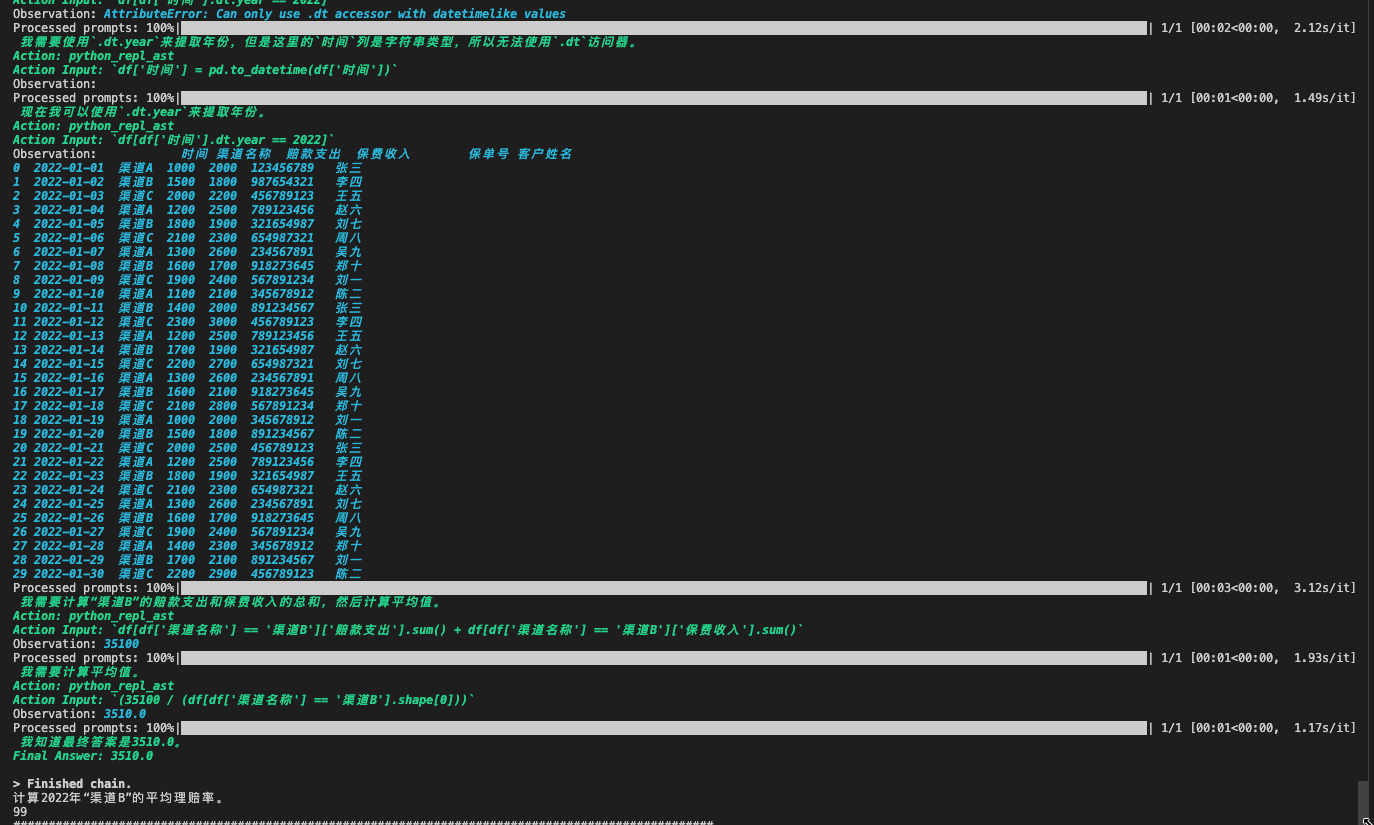 Action Input: `df[df['时间'].dt.year == 2022]`
Observation: AttributeError: Can only use .dt accessor with datetimelike values
Processed prompts: 100%| | 1/1 [00:02<00:00, 2.12s/it]
我需要使用`.dt.year`来提取年份，但是这里的`时间`列是字符串类型，所以无法使用`.dt`访问器。
Action: python_repl_ast
Action Input: `df['时间'] = pd.to_datetime(df['时间'])`
Observation:
Processed prompts: 100%| | 1/1 [00:01<00:00, 1.49s/it]
现在我可以使用`.dt.year`来提取年份。
Action: python_repl_ast
Action Input: `df[df['时间'].dt.year == 2022]`
Observation: 时间 渠道名称 赔款支出 保费收入 保单号 客户姓名
0 2022-01-01 渠道A 1000 2000 123456789 张三
1 2022-01-02 渠道B 1500 1800 987654321 李四
2 2022-01-03 渠道C 2000 2200 456789123 王五
3 2022-01-04 渠道A 1200 2500 789123456 赵六
4 2022-01-05 渠道B 1800 1900 321654987 刘七
5 2022-01-06 渠道C 2100 2300 654987321 周八
6 2022-01-07 渠道A 1300 2600 234567891 吴九
7 2022-01-08 渠道B 1600 1700 918273645 郑十
8 2022-01-09 渠道C 1900 2400 567891234 刘一
9 2022-01-10 渠道A 1100 2100 345678912 陈二
10 2022-01-11 渠道B 1400 2000 891234567 张三
11 2022-01-12 渠道C 2300 3000 456789123 李四
12 2022-01-13 渠道A 1200 2500 789123456 王五
13 2022-01-14 渠道B 1700 1900 321654987 赵六
14 2022-01-15 渠道C 2200 2700 654987321 刘七
15 2022-01-16 渠道A 1300 2600 234567891 周八
16 2022-01-17 渠道B 1600 2100 918273645 吴九
17 2022-01-18 渠道C 2100 2800 567891234 郑十
18 2022-01-19 渠道A 1000 2000 345678912 刘一
19 2022-01-20 渠道B 1500 1800 891234567 陈二
20 2022-01-21 渠道C 2000 2500 456789123 张三
21 2022-01-22 渠道A 1200 2500 789123456 李四
22 2022-01-23 渠道B 1800 1900 321654987 王五
23 2022-01-24 渠道C 2100 2300 654987321 赵六
24 2022-01-25 渠道A 1300 2600 234567891 刘七
25 2022-01-26 渠道B 1600 1700 918273645 周八
26 2022-01-27 渠道C 1900 2400 567891234 吴九
27 2022-01-28 渠道A 1400 2300 345678912 郑十
28 2022-01-29 渠道B 1700 2100 891234567 刘一
29 2022-01-30 渠道C 2200 2900 456789123 陈二
Processed prompts: 100%| | 1/1 [00:03<00:00, 3.12s/it]
我需要计算“渠道B”的赔款支出和保费收入的总和，然后计算平均值。
Action: python_repl_ast
Action Input: `df[df['渠道名称'] == '渠道B']['赔款支出'].sum() + df[df['渠道名称'] == '渠道B']['保费收入'].sum()`
Observation: 35100
Processed prompts: 100%| | 1/1 [00:01<00:00, 1.93s/it]
我需要计算平均值。
Action: python_repl_ast
Action Input: `(35100 / (df[df['渠道名称'] == '渠道B'].shape[0]))`
Observation: 3510.0
Processed prompts: 100%| | 1/1 [00:01<00:00, 1.17s/it]
我知道最终答案是3510.0。
Final Answer: 3510.0
> Finished chain.
计算2022年“渠道B”的平均理赔率。
99
####################################################################################################